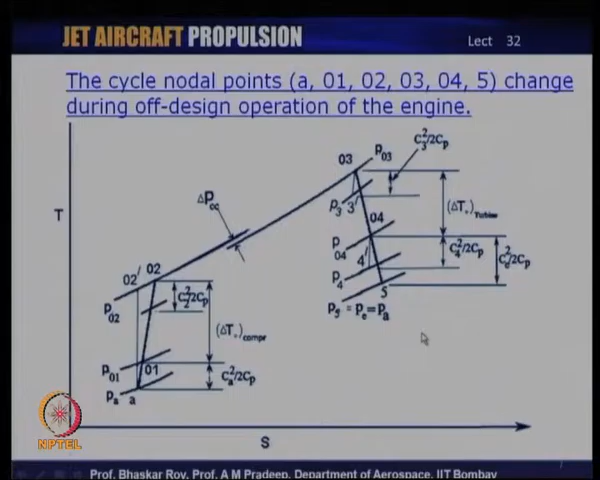 JET AIRCRAFT PROPULSION
Lect 32
The cycle nodal points (a, 01, 02, 03, 04, 5) change
during off-design operation of the engine.
T
03
P03
C3²/2Cp
ΔPcc
P3 3'
(ΔT₀)Turbine
04
P04
C4²/2Cp
Ce²/2Cp
4'
P4
5
P5 = Pe = Pa
02' 02
P02
C2²/2Cp
(ΔT₀)compr
P01
01
Ca²/2Cp
Pa a
S
NPTEL
Prof. Bhaskar Roy, Prof. A M Pradeep, Department of Aerospace, IIT Bombay